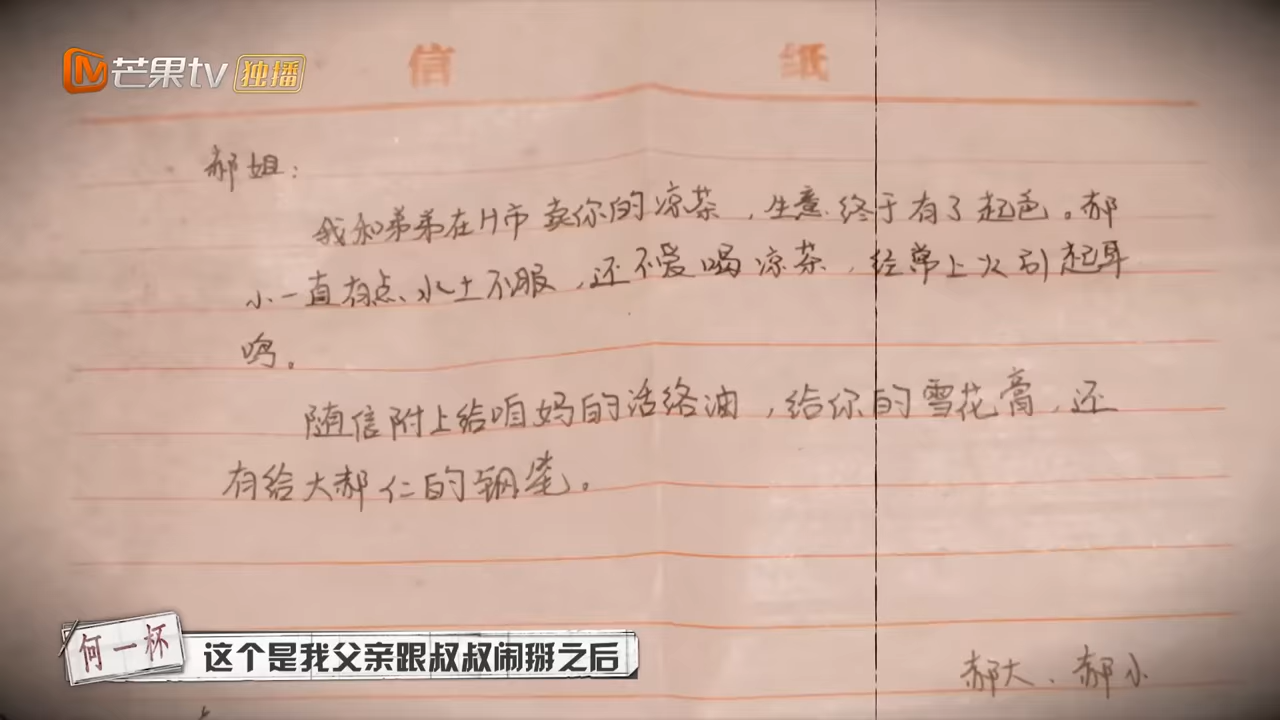 芒果tv 独播
信 纸
郝姐：
我和弟弟在H市卖你的凉茶，生意终于有了起色。郝
小一直有点水土不服，还不爱喝凉茶，经常上火引起耳
鸣。
随信附上给咱妈的活络油，给你的雪花膏，还
有给大郝仁的钢笔。
郝大、郝小
何一杯 这个是我父亲跟叔叔闹掰之后